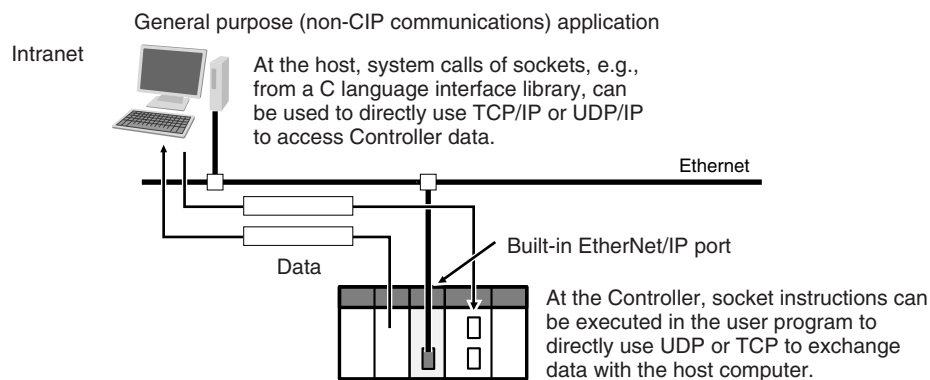 General purpose (non-CIP communications) application
Intranet
At the host, system calls of sockets, e.g.,
from a C language interface library, can
be used to directly use TCP/IP or UDP/IP
to access Controller data.
Ethernet
Built-in EtherNet/IP port
Data
At the Controller, socket instructions can
be executed in the user program to
directly use UDP or TCP to exchange
data with the host computer.